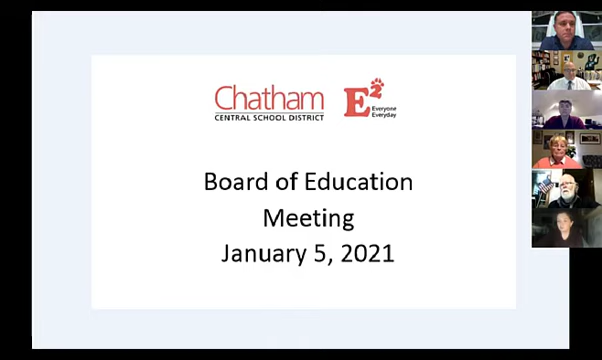 Chatham
CENTRAL SCHOOL DISTRICT
E²
Everyone
Everyday
Board of Education
Meeting
January 5, 2021